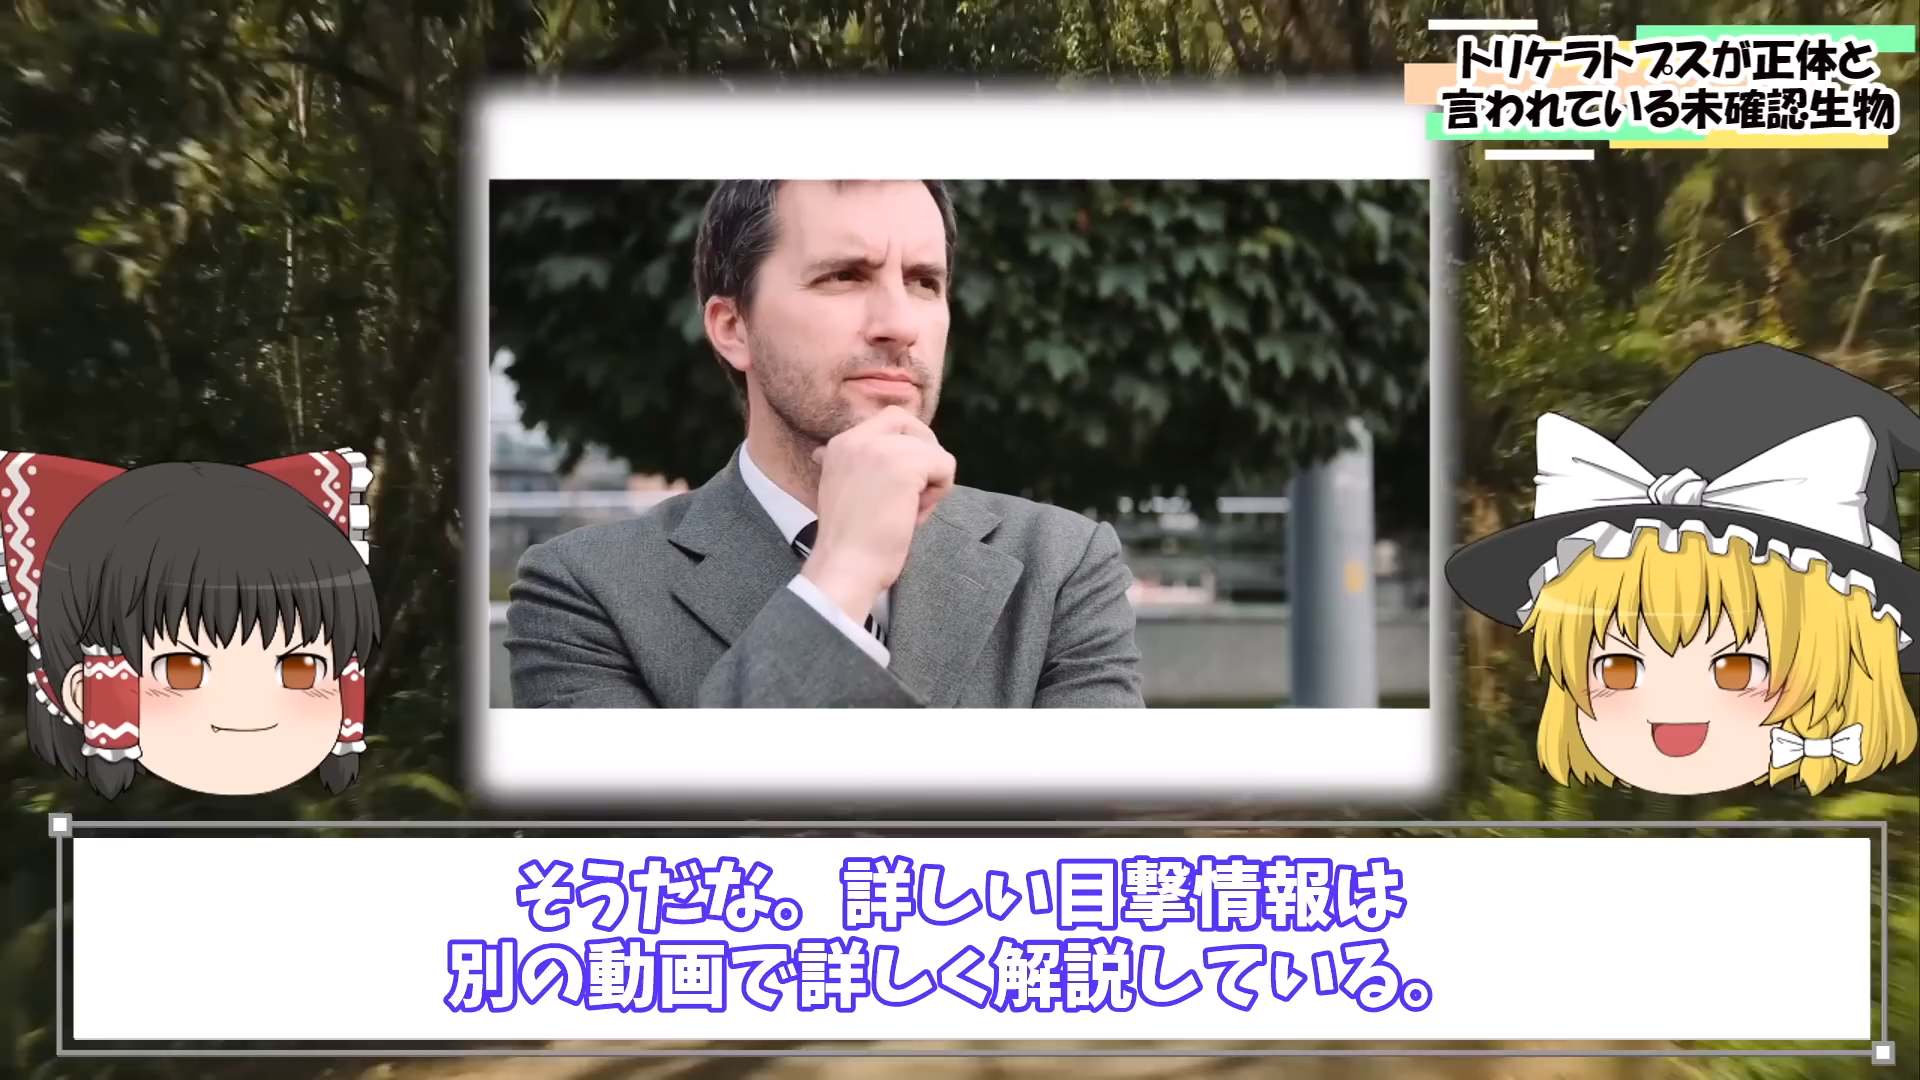 トリケラトプスが正体と
言われている未確認生物
そうだな。詳しい目撃情報は
別の動画で詳しく解説している。